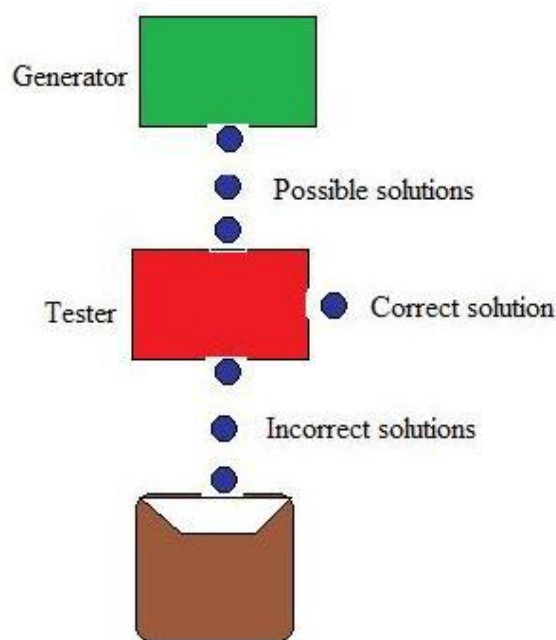 Generator
Possible solutions
Tester
Correct solution
Incorrect solutions